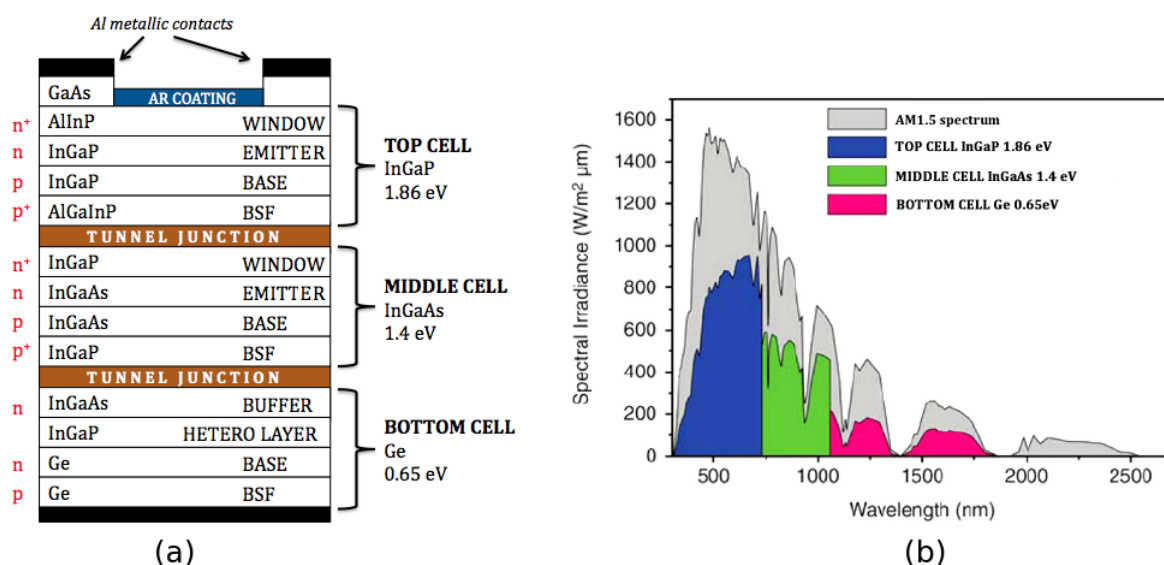 Al metallic contacts
GaAs
AR COATING
n+ AlInP WINDOW
n InGaP EMITTER
p InGaP BASE
p+ AlGaInP BSF
TOP CELL
InGaP
1.86 eV
TUNNEL JUNCTION
n+ InGaP WINDOW
n InGaAs EMITTER
p InGaAs BASE
p+ InGaP BSF
MIDDLE CELL
InGaAs
1.4 eV
TUNNEL JUNCTION
n InGaAs BUFFER
InGaP HETERO LAYER
n Ge BASE
p Ge BSF
BOTTOM CELL
Ge
0.65 eV
(a)
Spectral Irradiance (W/m² μm)
1600
1400
1200
1000
800
600
400
200
0
AM1.5 spectrum
TOP CELL InGaP 1.86 eV
MIDDLE CELL InGaAs 1.4 eV
BOTTOM CELL Ge 0.65eV
500 1000 1500 2000 2500
Wavelength (nm)
(b)